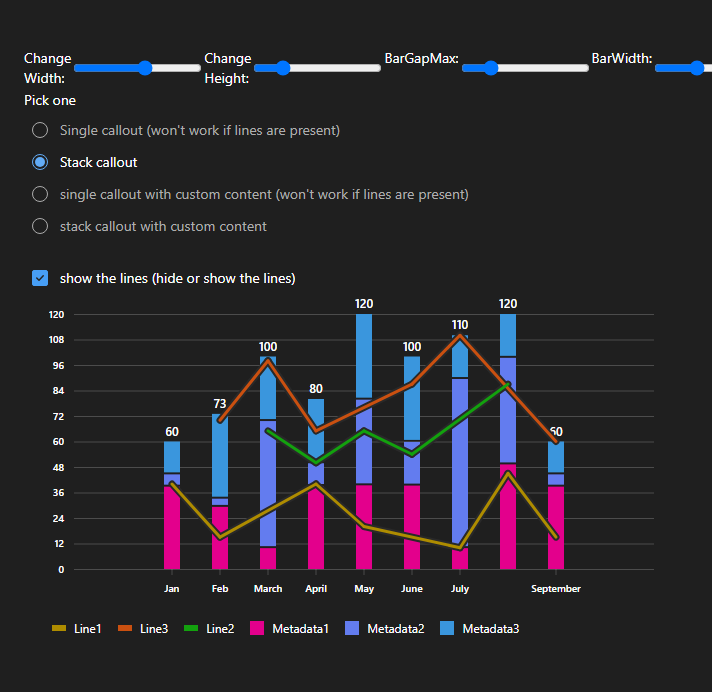 Change Width:
Change Height:
BarGapMax:
BarWidth:
Pick one
Single callout (won't work if lines are present)
Stack callout
single callout with custom content (won't work if lines are present)
stack callout with custom content
show the lines (hide or show the lines)
120 120
120
100 100 110
108
96
80
84
73
72
60 60
60
48
36
24
12
0
Jan Feb March April May June July September
Line1 Line3 Line2 Metadata1 Metadata2 Metadata3